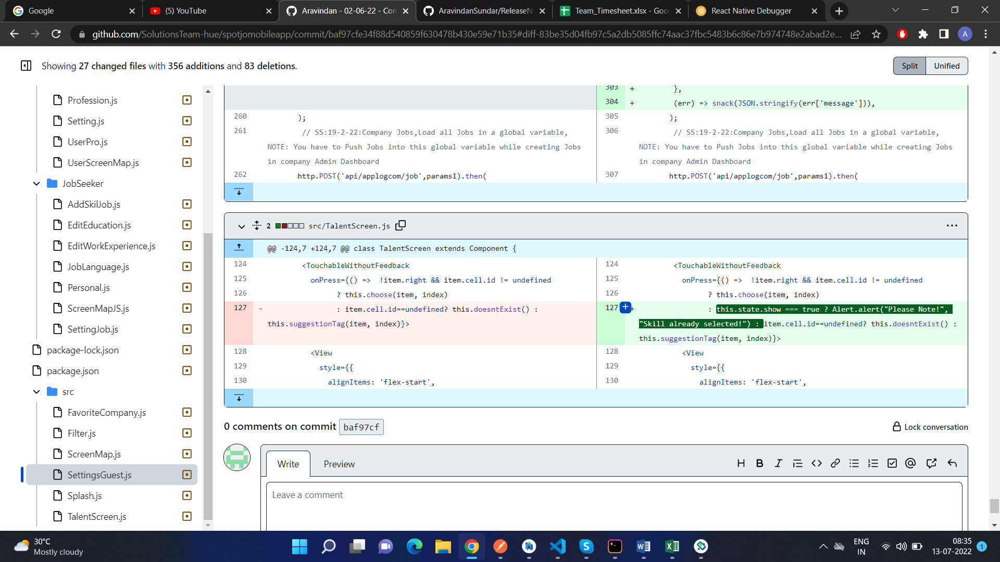 Google
(5) YouTube
Aravindan - 02-06-22 - Com
AravindanSundar/ReleaseN
Team_Timesheet.xlsx - Goo
React Native Debugger
github.com/SolutionsTeam-hue/spotjomobileapp/commit/baf97cfe34f88d540859f630478b430e59e71b35#diff-83be35d04fb97c5a2db5085ffc74aac37fbc5483b6c86e7b974748e2abad2e...
A
Showing 27 changed files with 356 additions and 83 deletions.
Split
Unified
Profession.js
Setting.js
UserPro.js
UserScreenMap.js
JobSeeker
AddSkilJob.js
EditEducation.js
EditWorkExperience.js
JobLanguage.js
Personal.js
ScreenMapJS.js
SettingJob.js
package-lock.json
package.json
src
FavoriteCompany.js
Filter.js
ScreenMap.js
SettingsGuest.js
Splash.js
TalentScreen.js
303 + },
304 + (err) => snack(JSON.stringify(err['message'])),
260 );
305 );
261 // SS:19-2-22:Company Jobs,Load all Jobs in a global variable,
NOTE: You have to Push Jobs into this global variable while creating Jobs
in company Admin Dashboard
306 // SS:19-2-22:Company Jobs,Load all Jobs in a global variable,
NOTE: You have to Push Jobs into this global variable while creating Jobs
in company Admin Dashboard
262 http.POST('api/applogcom/job',params1).then(
307 http.POST('api/applogcom/job',params1).then(
2 src/TalentScreen.js
@@ -124,7 +124,7 @@ class TalentScreen extends Component {
124 <TouchableWithoutFeedback
125 onPress={() =>  !item.right && item.cell.id != undefined
126 ? this.choose(item, index)
127 - : item.cell.id==undefined? this.doesntExist() :
this.suggestionTag(item, index)}>
128 <View
129 style={{
130 alignItems: 'flex-start',
124 <TouchableWithoutFeedback
125 onPress={() =>  !item.right && item.cell.id != undefined
126 ? this.choose(item, index)
127 + : this.state.show === true ? Alert.alert("Please Note!",
"Skill already selected!") : item.cell.id==undefined? this.doesntExist() :
this.suggestionTag(item, index)}>
128 <View
129 style={{
130 alignItems: 'flex-start',
0 comments on commit baf97cf
Lock conversation
Write
Preview
Leave a comment
30°C
Mostly cloudy
ENG
IN
08:35
13-07-2022
1